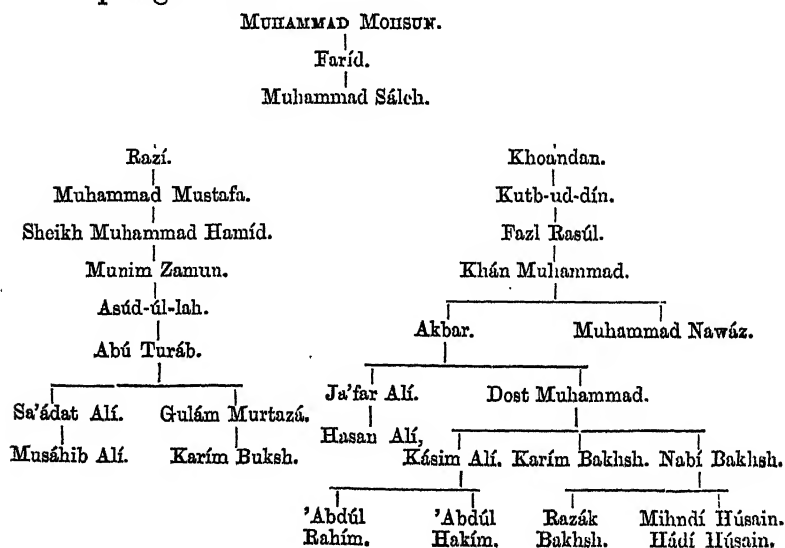 MUHAMMAD MOHSUN.
Faríd.
Muhammad Sáleh.
Razí. Khoándan.
Muhammad Mustafa. Kutb-ud-dín.
Sheikh Muhammad Hamíd. Fazl Rasúl.
Munim Zamun. Khán Muhammad.
Asúd-úl-lah.
Akbar. Muhammad Nawáz.
Abú Turáb.
Ja'far Alí. Dost Muhammad.
Sa'ádat Alí. Gulám Murtazá.
Hasan Alí,
Musáhib Alí. Karím Buksh. Kásim Alí. Karím Bakhsh. Nabí Bakhsh.
'Abdúl 'Abdúl Razák Mihndí Húsain.
Rahím. Hakím. Bakhsh. Hádí Húsain.